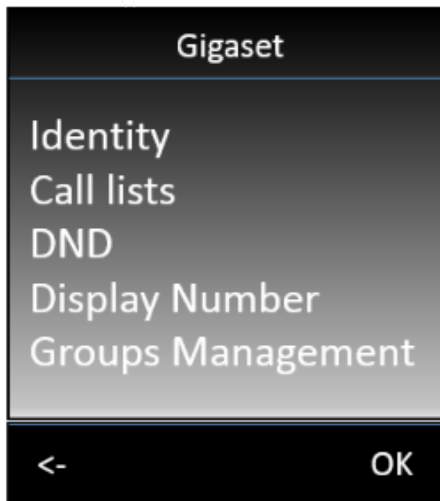 Gigaset
Identity
Call lists
DND
Display Number
Groups Management
<- OK